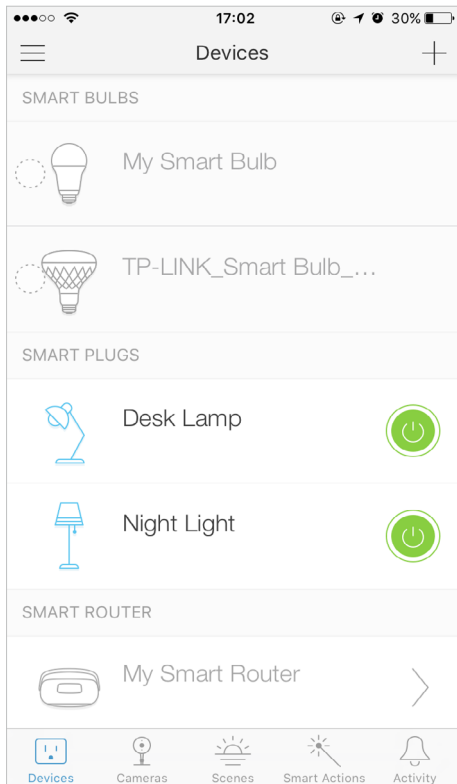 17:02
30%
Devices
SMART BULBS
My Smart Bulb
TP-LINK_Smart Bulb_...
SMART PLUGS
Desk Lamp
Night Light
SMART ROUTER
My Smart Router
Devices Cameras Scenes Smart Actions Activity